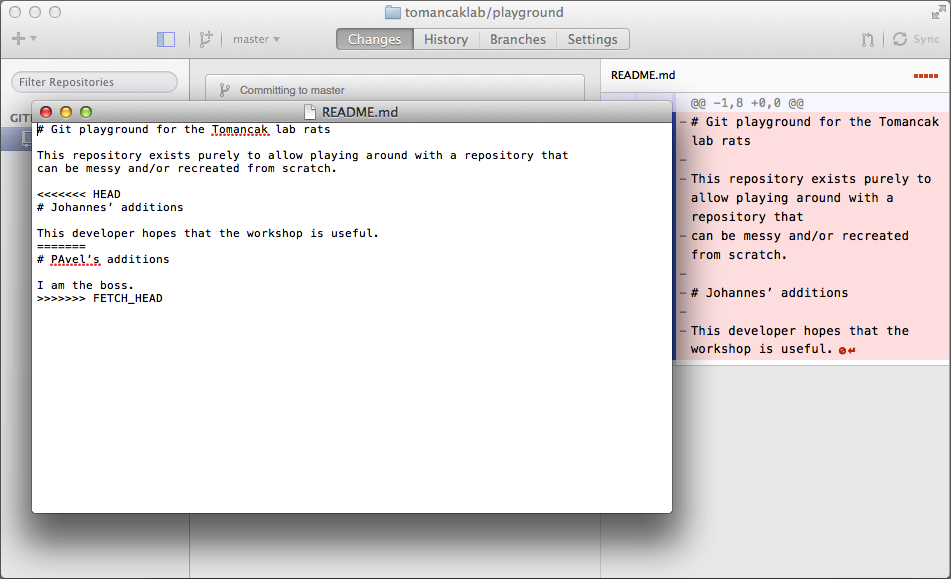 tomancaklab/playground
master
Changes
History
Branches
Settings
Sync
Filter Repositories
Committing to master
README.md
@@ -1,8 +0,0 @@
-# Git playground for the Tomancak
lab rats
-
-This repository exists purely to
allow playing around with a
repository that
-can be messy and/or recreated
from scratch.
-
-# Johannes’ additions
-
-This developer hopes that the
workshop is useful.
README.md
# Git playground for the Tomancak lab rats
This repository exists purely to allow playing around with a repository that
can be messy and/or recreated from scratch.
<<<<<<< HEAD
# Johannes’ additions
This developer hopes that the workshop is useful.
=======
# PAvel’s additions
I am the boss.
>>>>>>> FETCH_HEAD